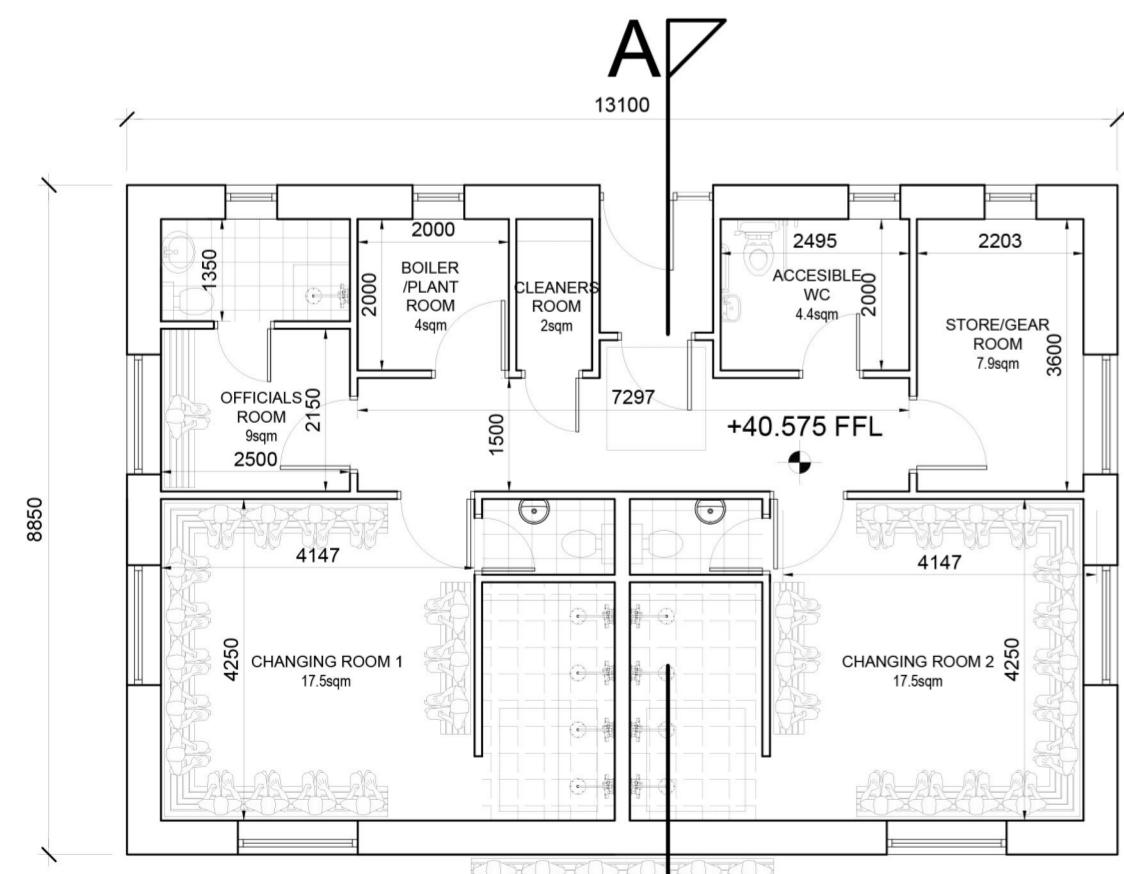 A
13100
8850
1350
2000
2000
BOILER
/PLANT
ROOM
4sqm
CLEANERS
ROOM
2sqm
2495
2000
ACCESIBLE
WC
4.4sqm
2203
3600
STORE/GEAR
ROOM
7.9sqm
OFFICIALS
ROOM
9sqm
2150
2500
7297
1500
+40.575 FFL
4147
4250
CHANGING ROOM 1
17.5sqm
4147
4250
CHANGING ROOM 2
17.5sqm